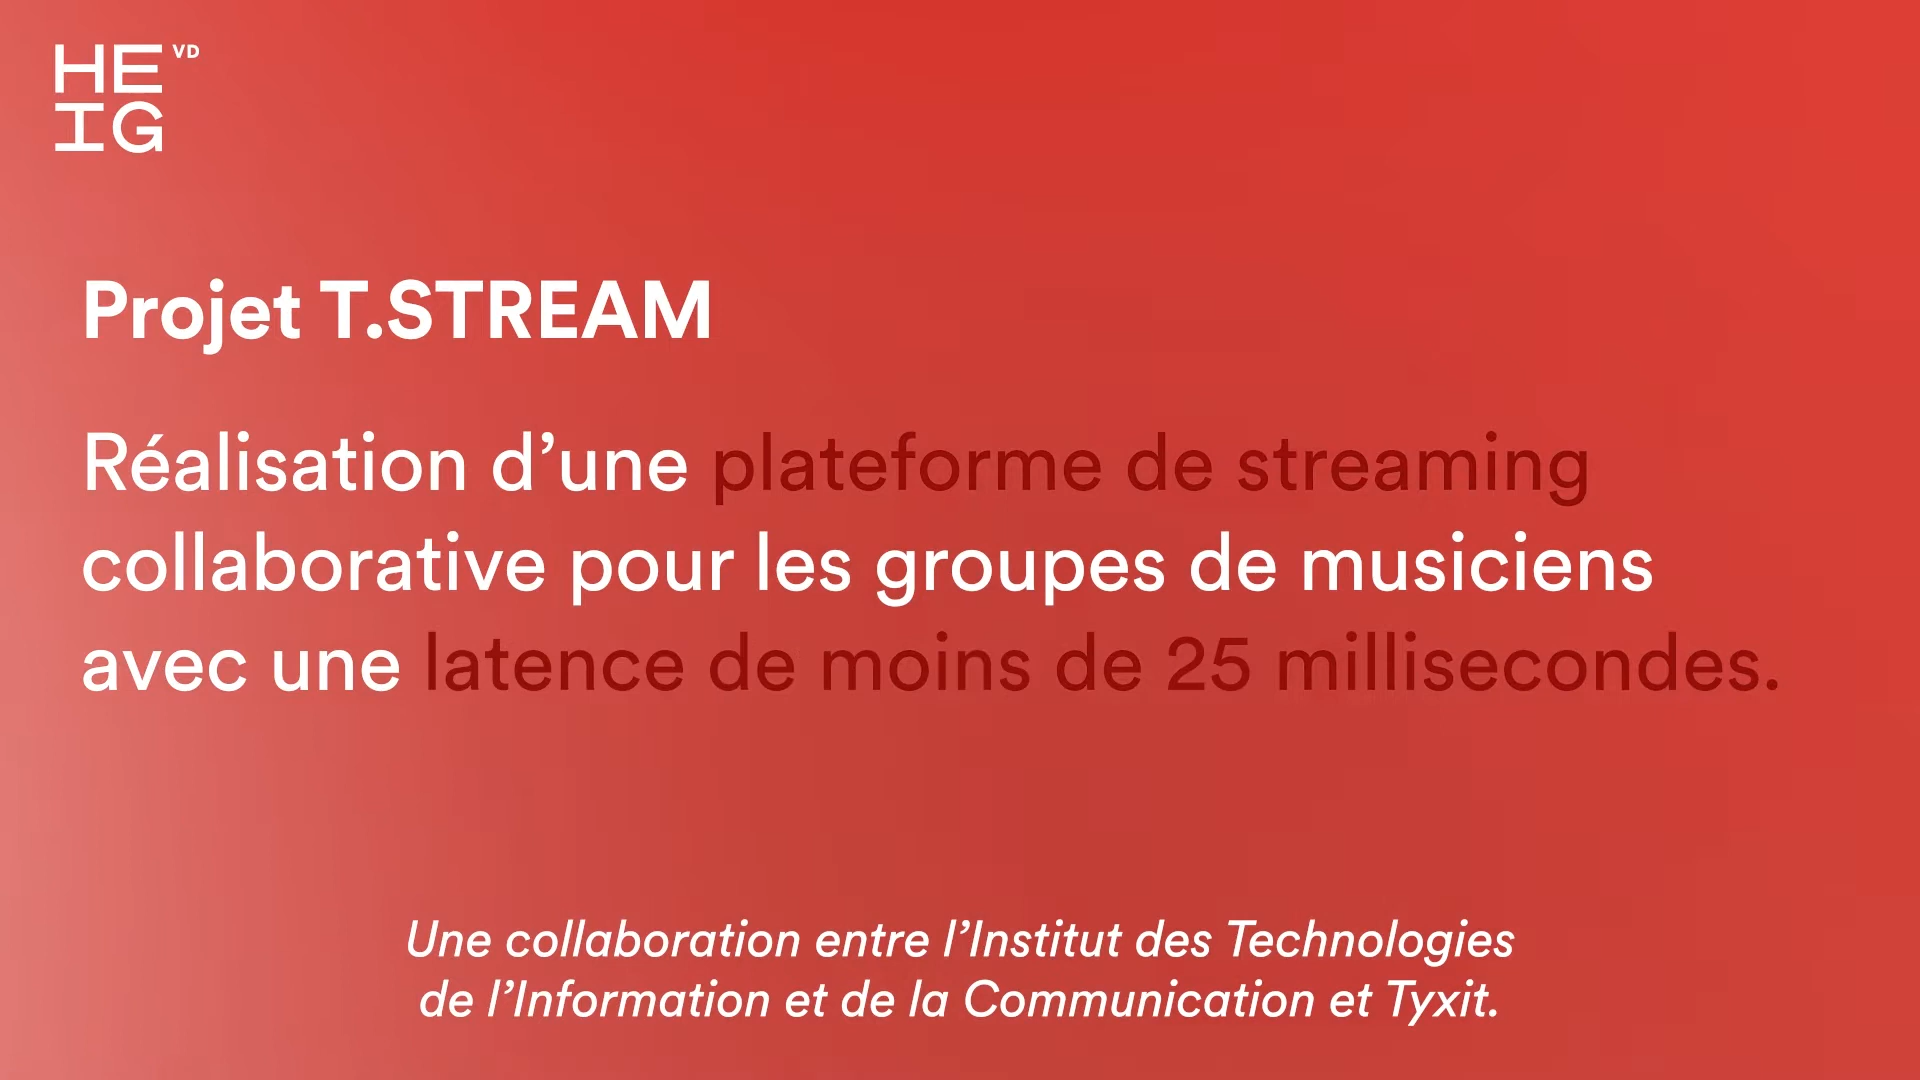 HE VD
IG
Projet T.STREAM
Réalisation d’une plateforme de streaming
collaborative pour les groupes de musiciens
avec une latence de moins de 25 millisecondes.
Une collaboration entre l’Institut des Technologies
de l’Information et de la Communication et Tyxit.